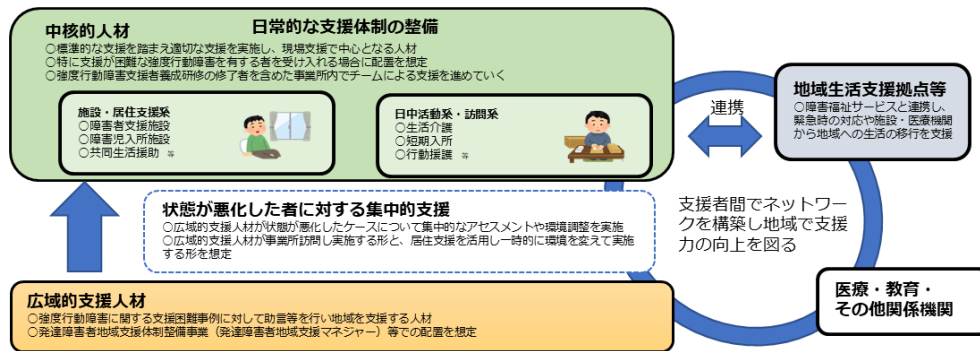 日常的な支援体制の整備
中核的人材
○標準的な支援を踏まえ適切な支援を実施し、現場支援で中心となる人材
○特に支援が困難な強度行動障害を有する者を受け入れる場合に配置を想定
○強度行動障害支援者養成研修の修了者を含めた事業所内でチームによる支援を進めていく
施設・居住支援系
○障害者支援施設
○障害児入所施設
○共同生活援助 等
日中活動系・訪問系
○生活介護
○短期入所
○行動援護 等
連携
地域生活支援拠点等
○障害福祉サービスと連携し、
緊急時の対応や施設・医療機関
から地域への生活の移行を支援
状態が悪化した者に対する集中的支援
○広域的支援人材が状態が悪化したケースについて集中的なアセスメントや環境調整を実施
○広域的支援人材が事業所訪問し実施する形と、居住支援を活用し一時的に環境を変えて実施
する形を想定
支援者間でネットワー
クを構築し地域で支援
力の向上を図る
広域的支援人材
○強度行動障害に関する支援困難事例に対して助言等を行い地域を支援する人材
○発達障害者地域支援体制整備事業（発達障害者地域支援マネジャー）等での配置を想定
医療・教育・
その他関係機関